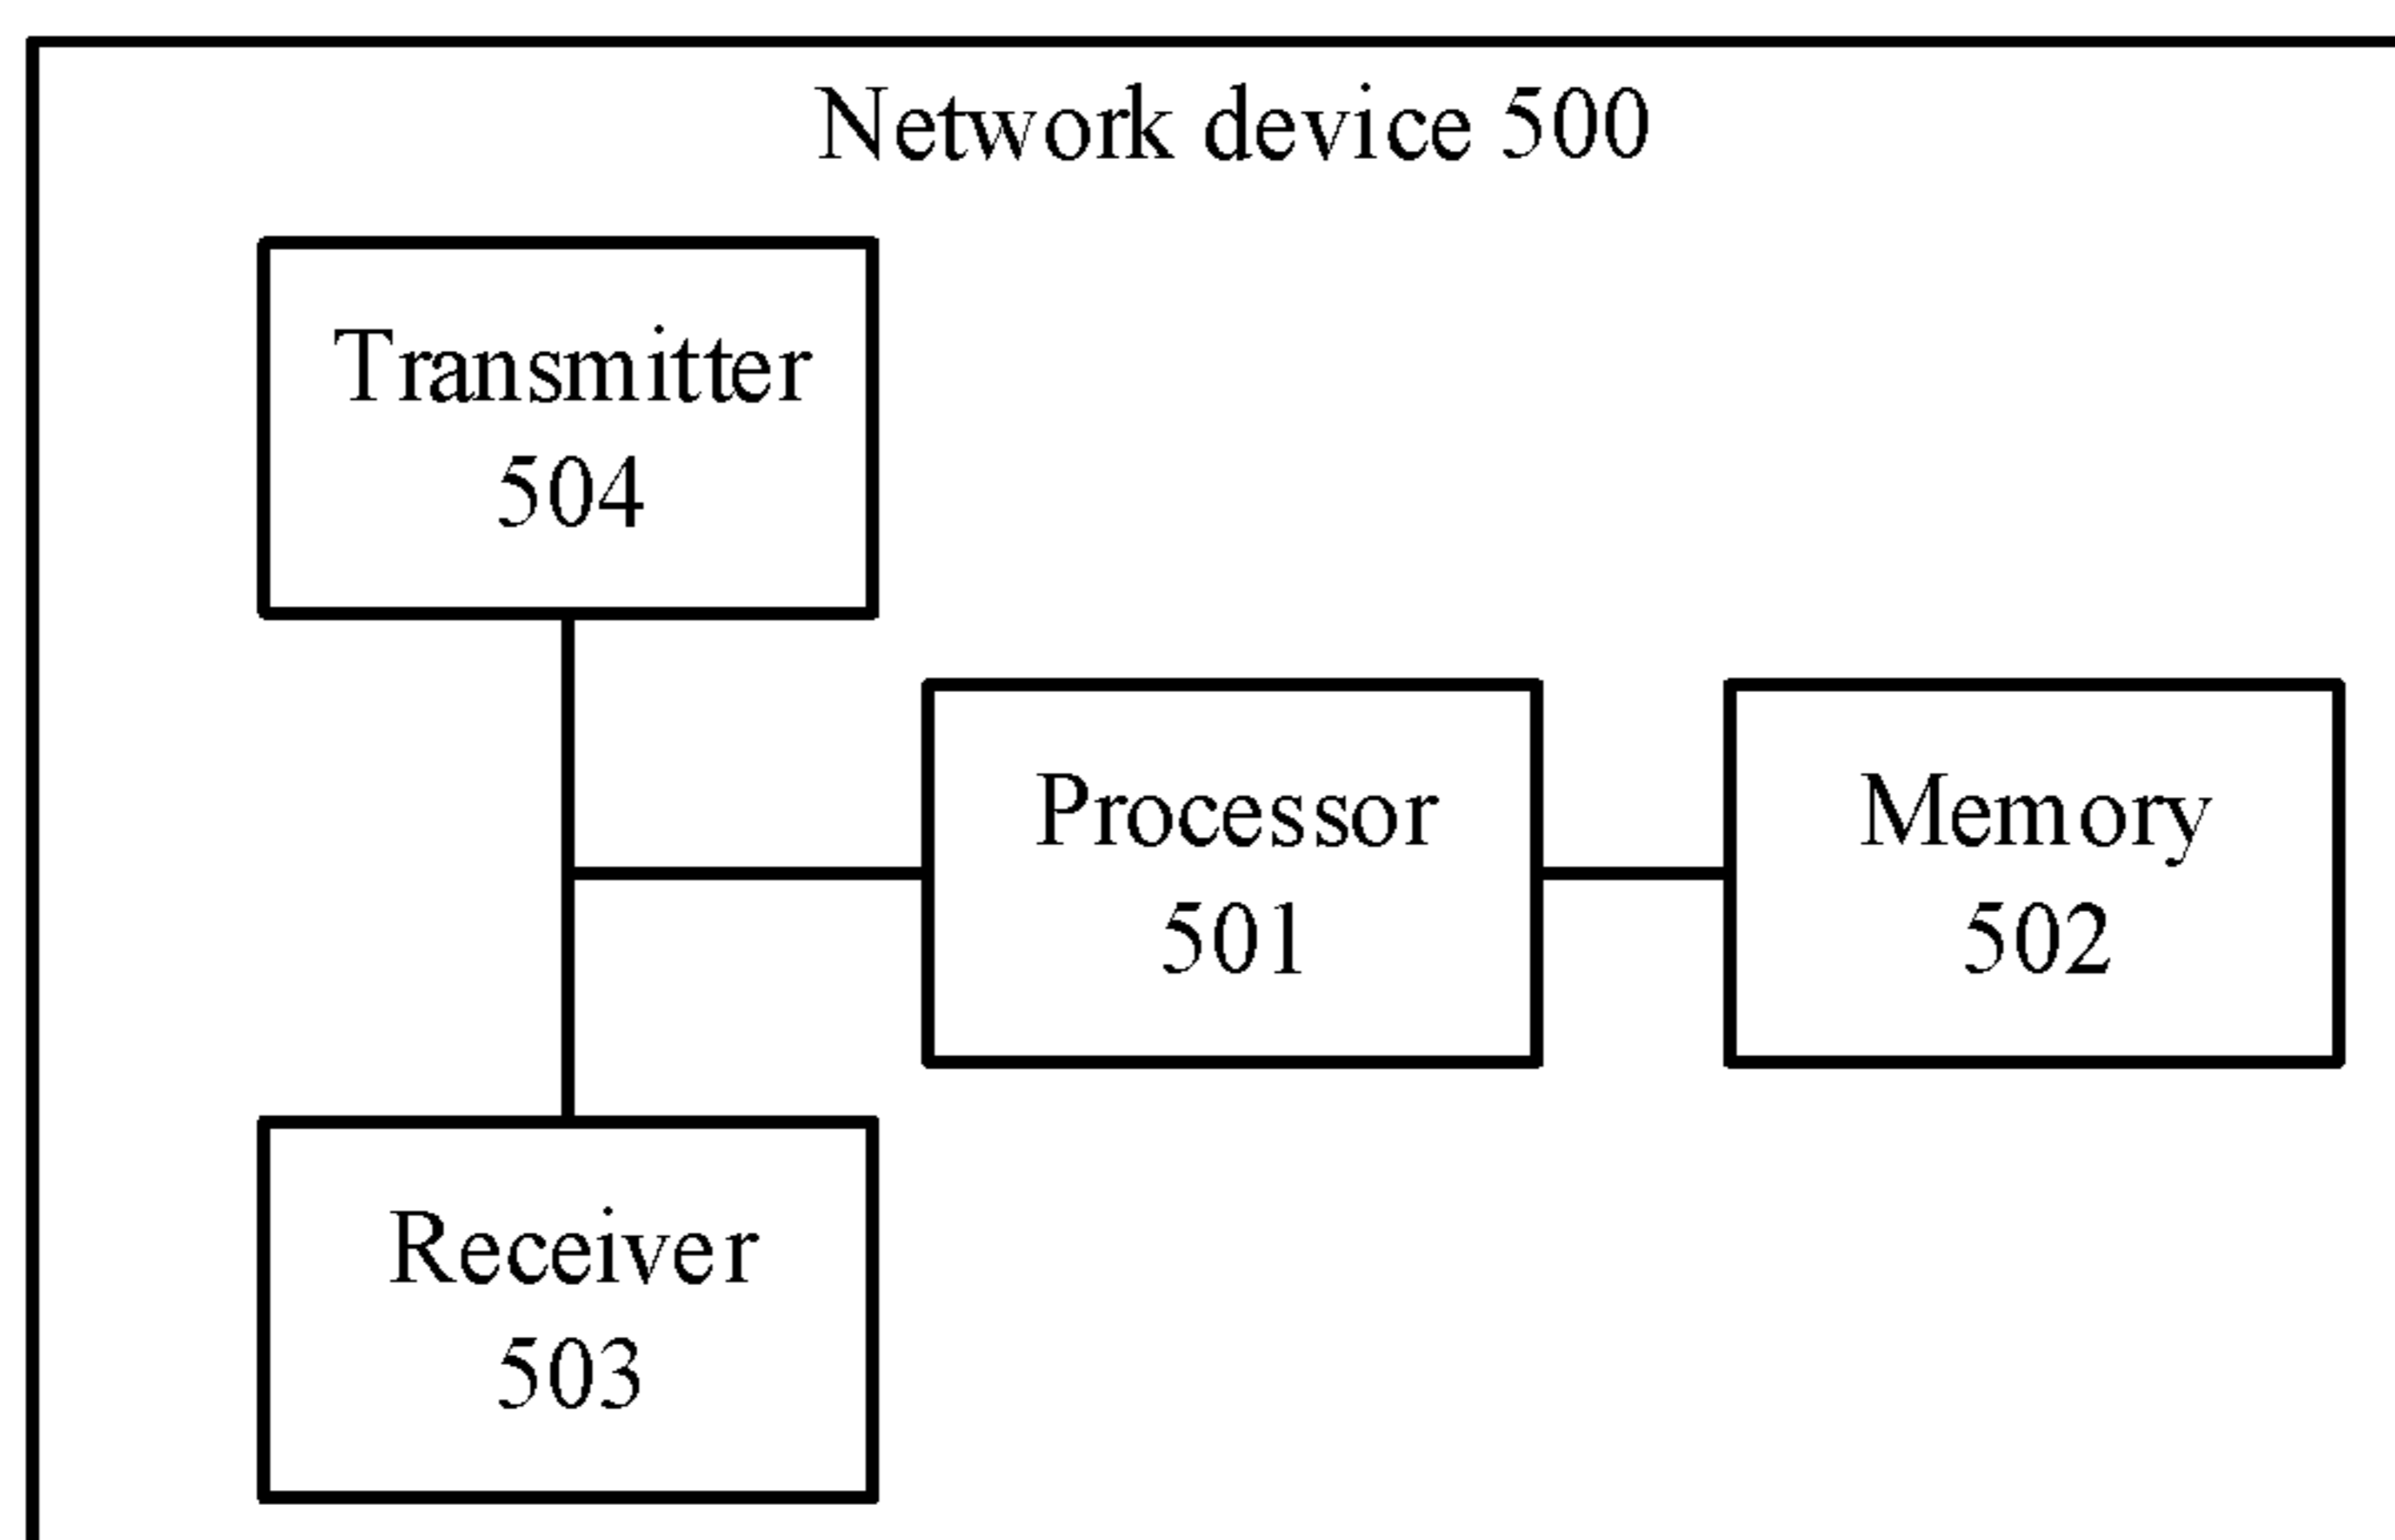 Network device 500
Transmitter
504
Processor
501
Memory
502
Receiver
503